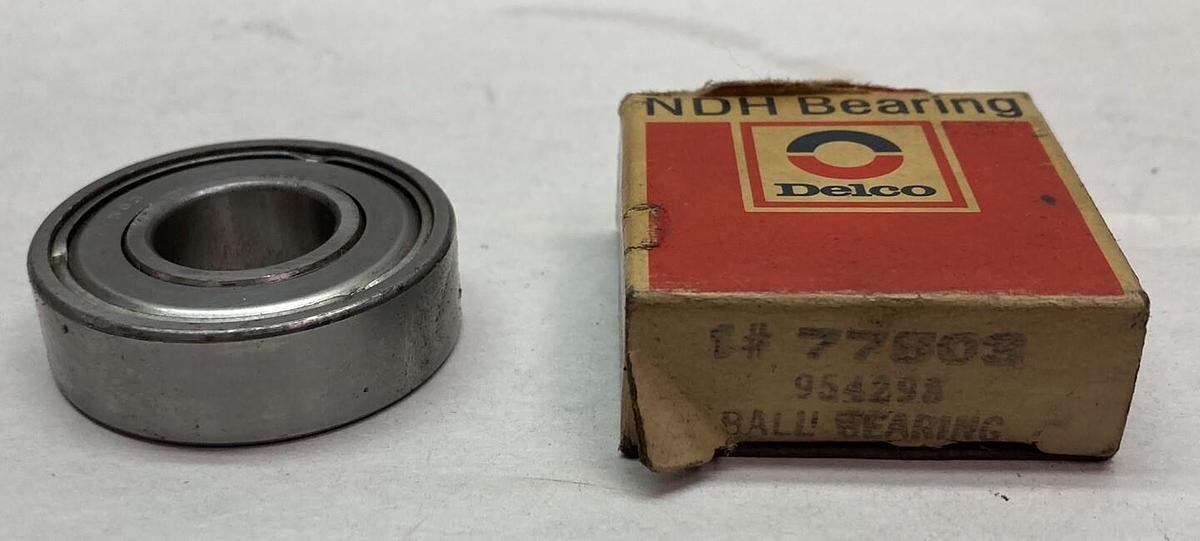 NDH Bearing
Delco
1# 77503
954298
BALL BEARING